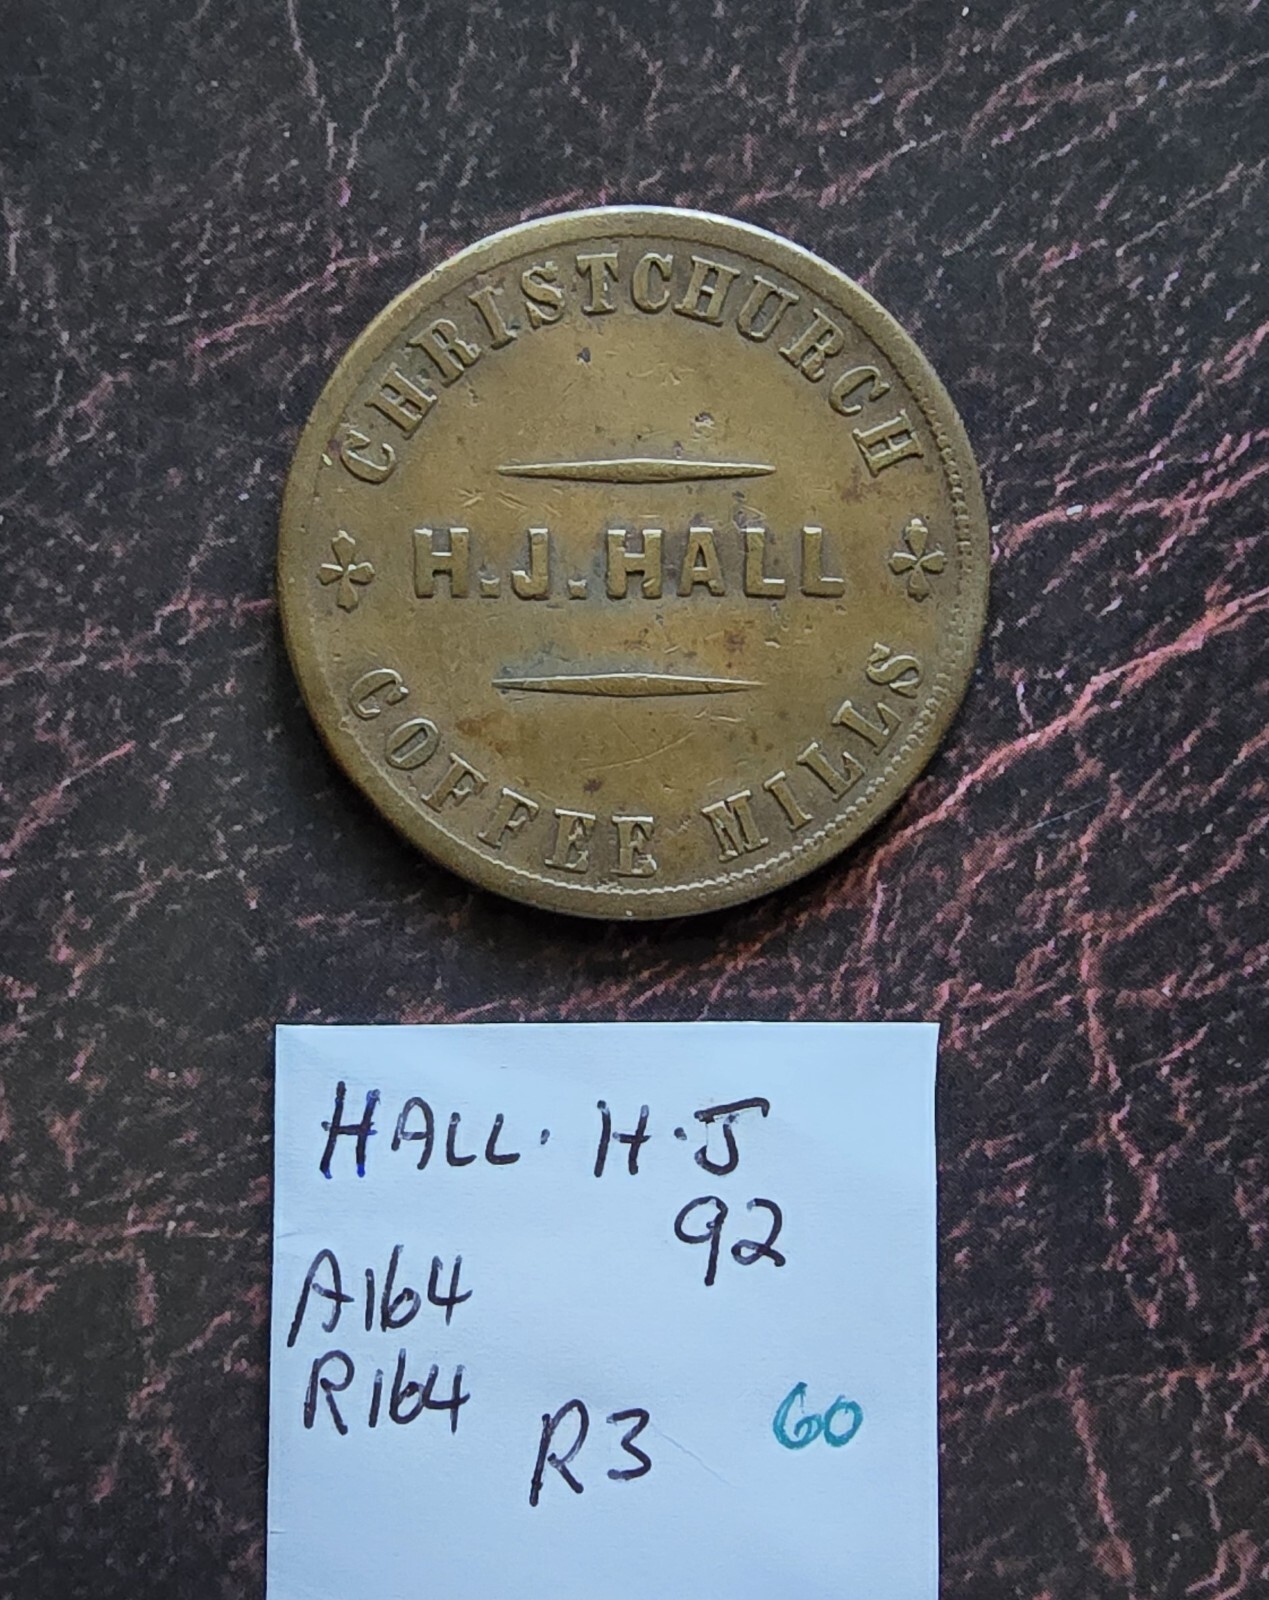 CHRISTCHURCH
H.J.HALL
COFFEE MILLS
HALL. H.J
92
A164
R164
R3
60